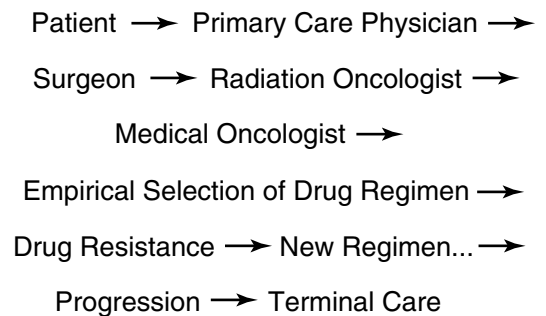 Patient → Primary Care Physician →
Surgeon → Radiation Oncologist →
Medical Oncologist →
Empirical Selection of Drug Regimen →
Drug Resistance → New Regimen... →
Progression → Terminal Care